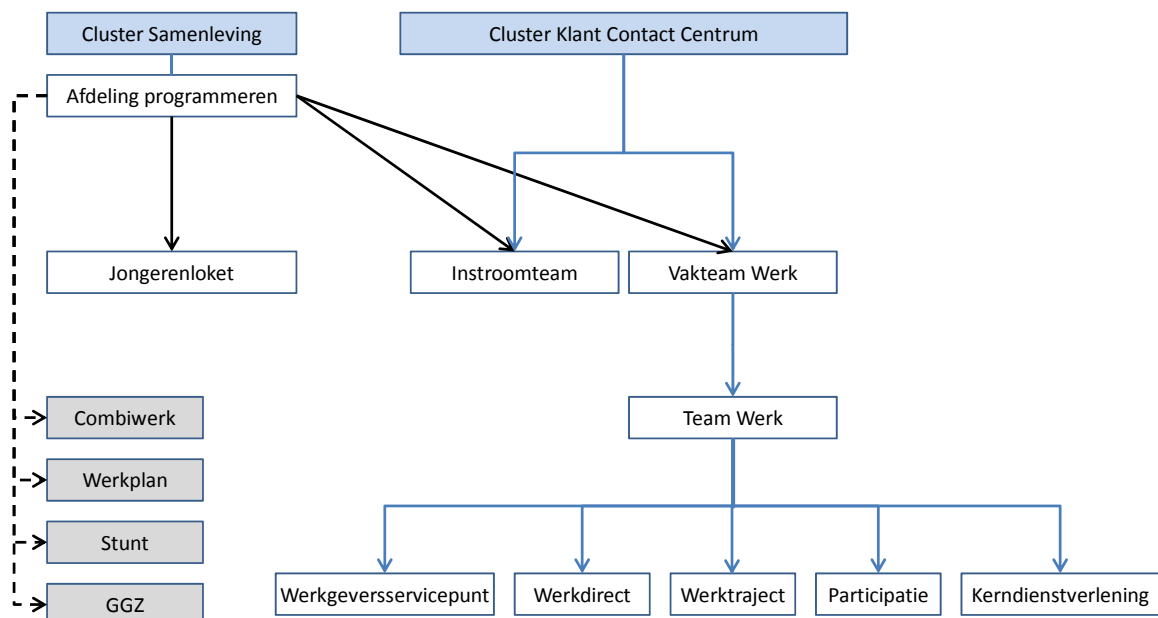 Cluster Samenleving
Cluster Klant Contact Centrum
Afdeling programmeren
Jongerenloket
Instroomteam
Vakteam Werk
Combiwerk
Team Werk
Werkplan
Stunt
GGZ
Werkgeversservicepunt
Werkdirect
Werktraject
Participatie
Kerndienstverlening